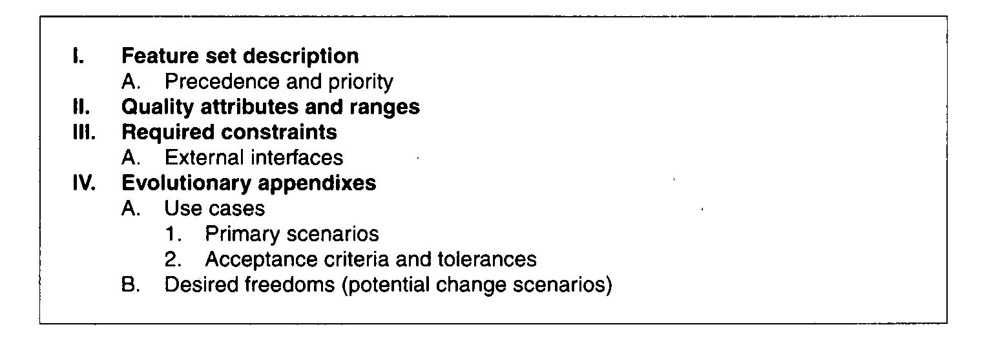 I. Feature set description
A. Precedence and priority
II. Quality attributes and ranges
III. Required constraints
A. External interfaces
IV. Evolutionary appendixes
A. Use cases
1. Primary scenarios
2. Acceptance criteria and tolerances
B. Desired freedoms (potential change scenarios)